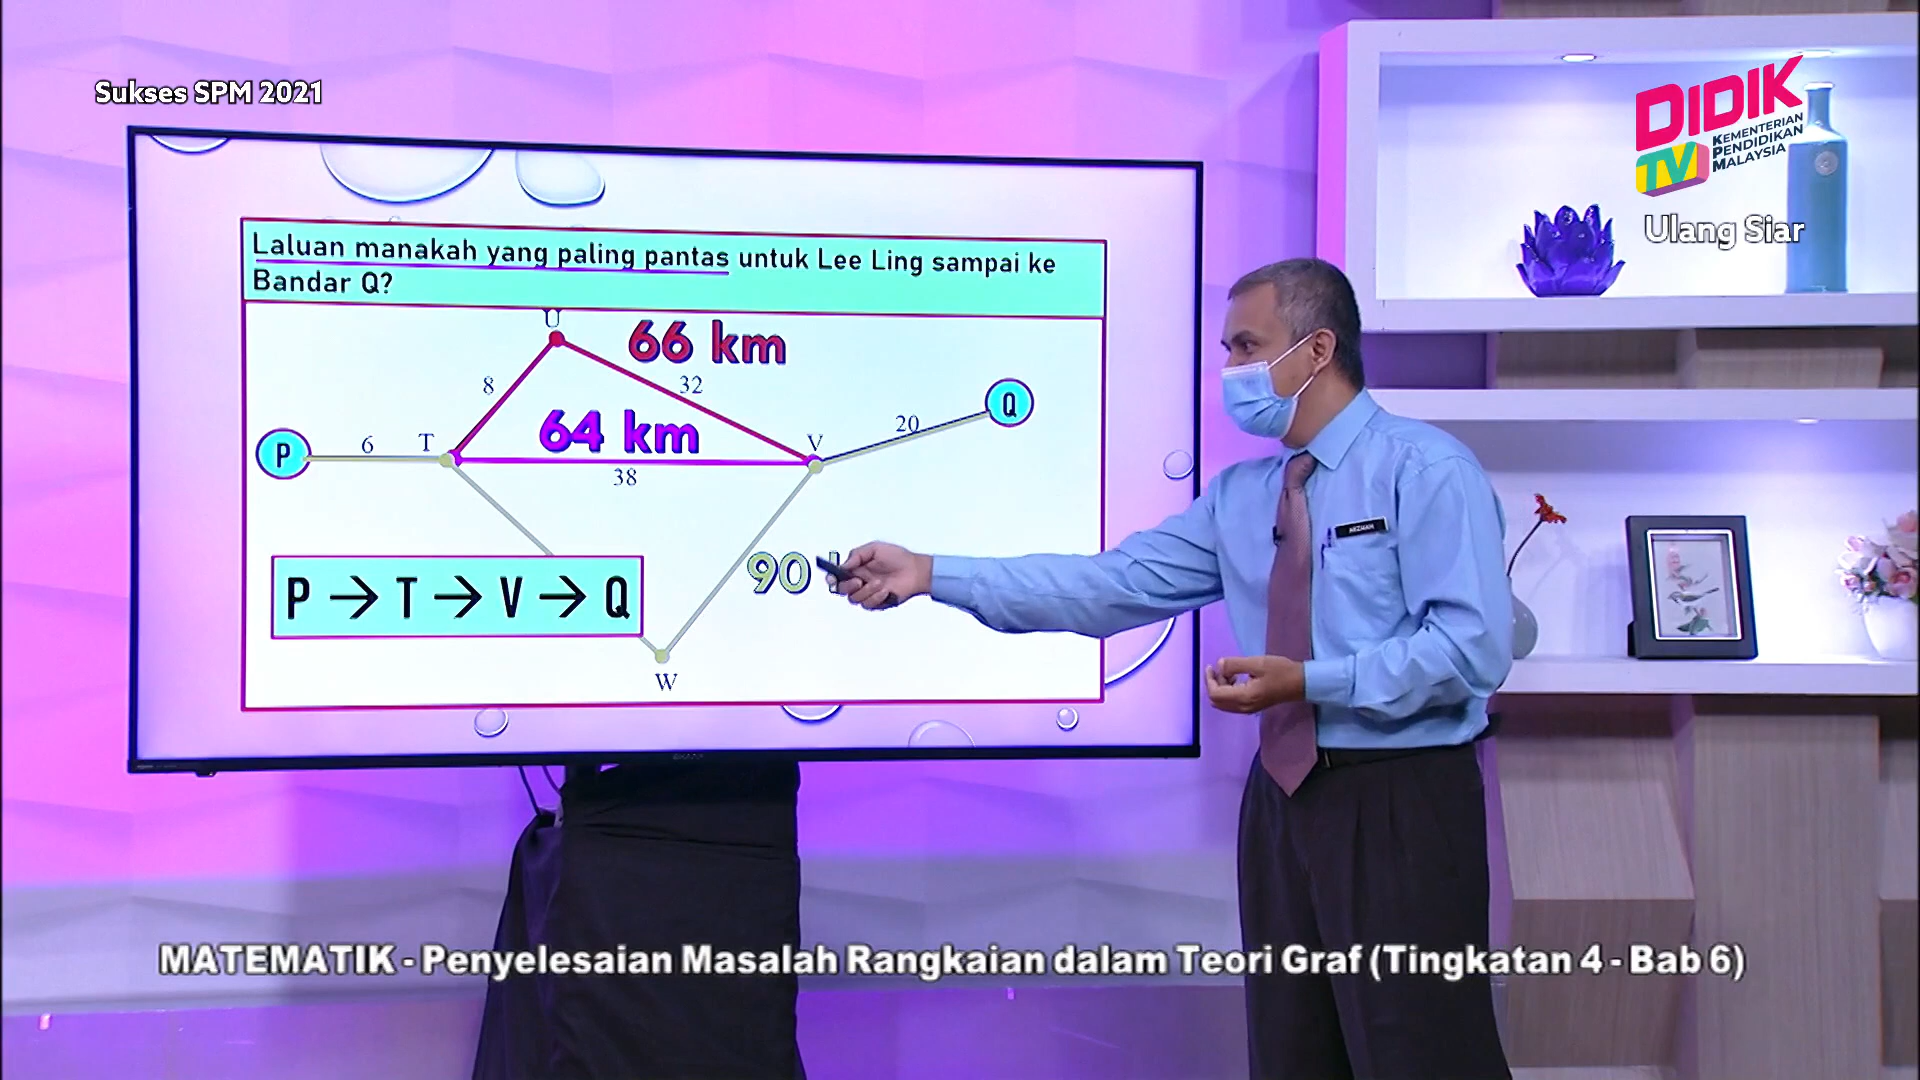 Sukses SPM 2021
DIDIK
TV
KEMENTERIAN
PENDIDIKAN
MALAYSIA
Ulang Siar
Laluan manakah yang paling pantas untuk Lee Ling sampai ke
Bandar Q?
U
66 km
8
32
Q
64 km
20
P
6
T
V
38
90
P → T → V → Q
W
MATEMATIK - Penyelesaian Masalah Rangkaian dalam Teori Graf (Tingkatan 4 - Bab 6)